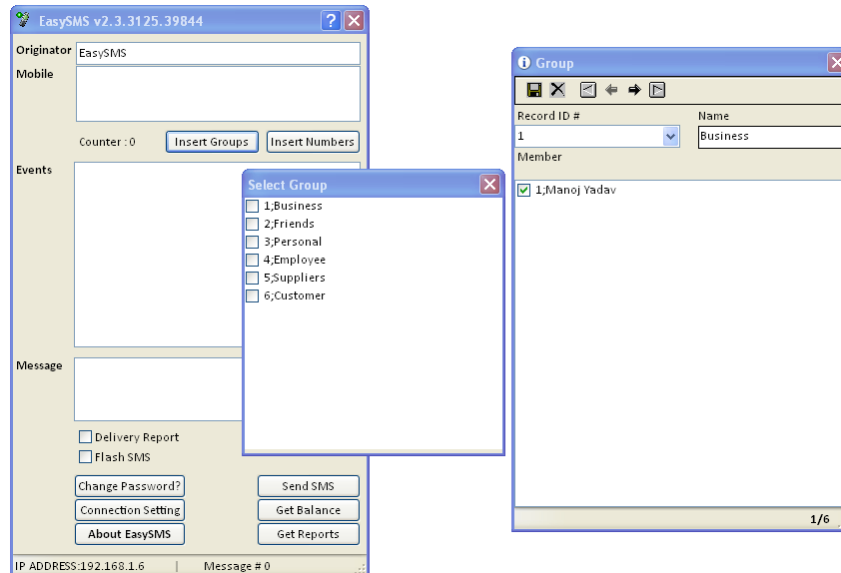 EasySMS v2.3.3125.39844
Originator EasySMS
Mobile
Counter : 0 Insert Groups Insert Numbers
Events
Message
Delivery Report
Flash SMS
Change Password? Send SMS
Connection Setting Get Balance
About EasySMS Get Reports
IP ADDRESS:192.168.1.6 | Message # 0
Select Group
1;Business
2;Friends
3;Personal
4;Employee
5;Suppliers
6;Customer
Group
Record ID # Name
1 Business
Member
1;Manoj Yadav
1/6